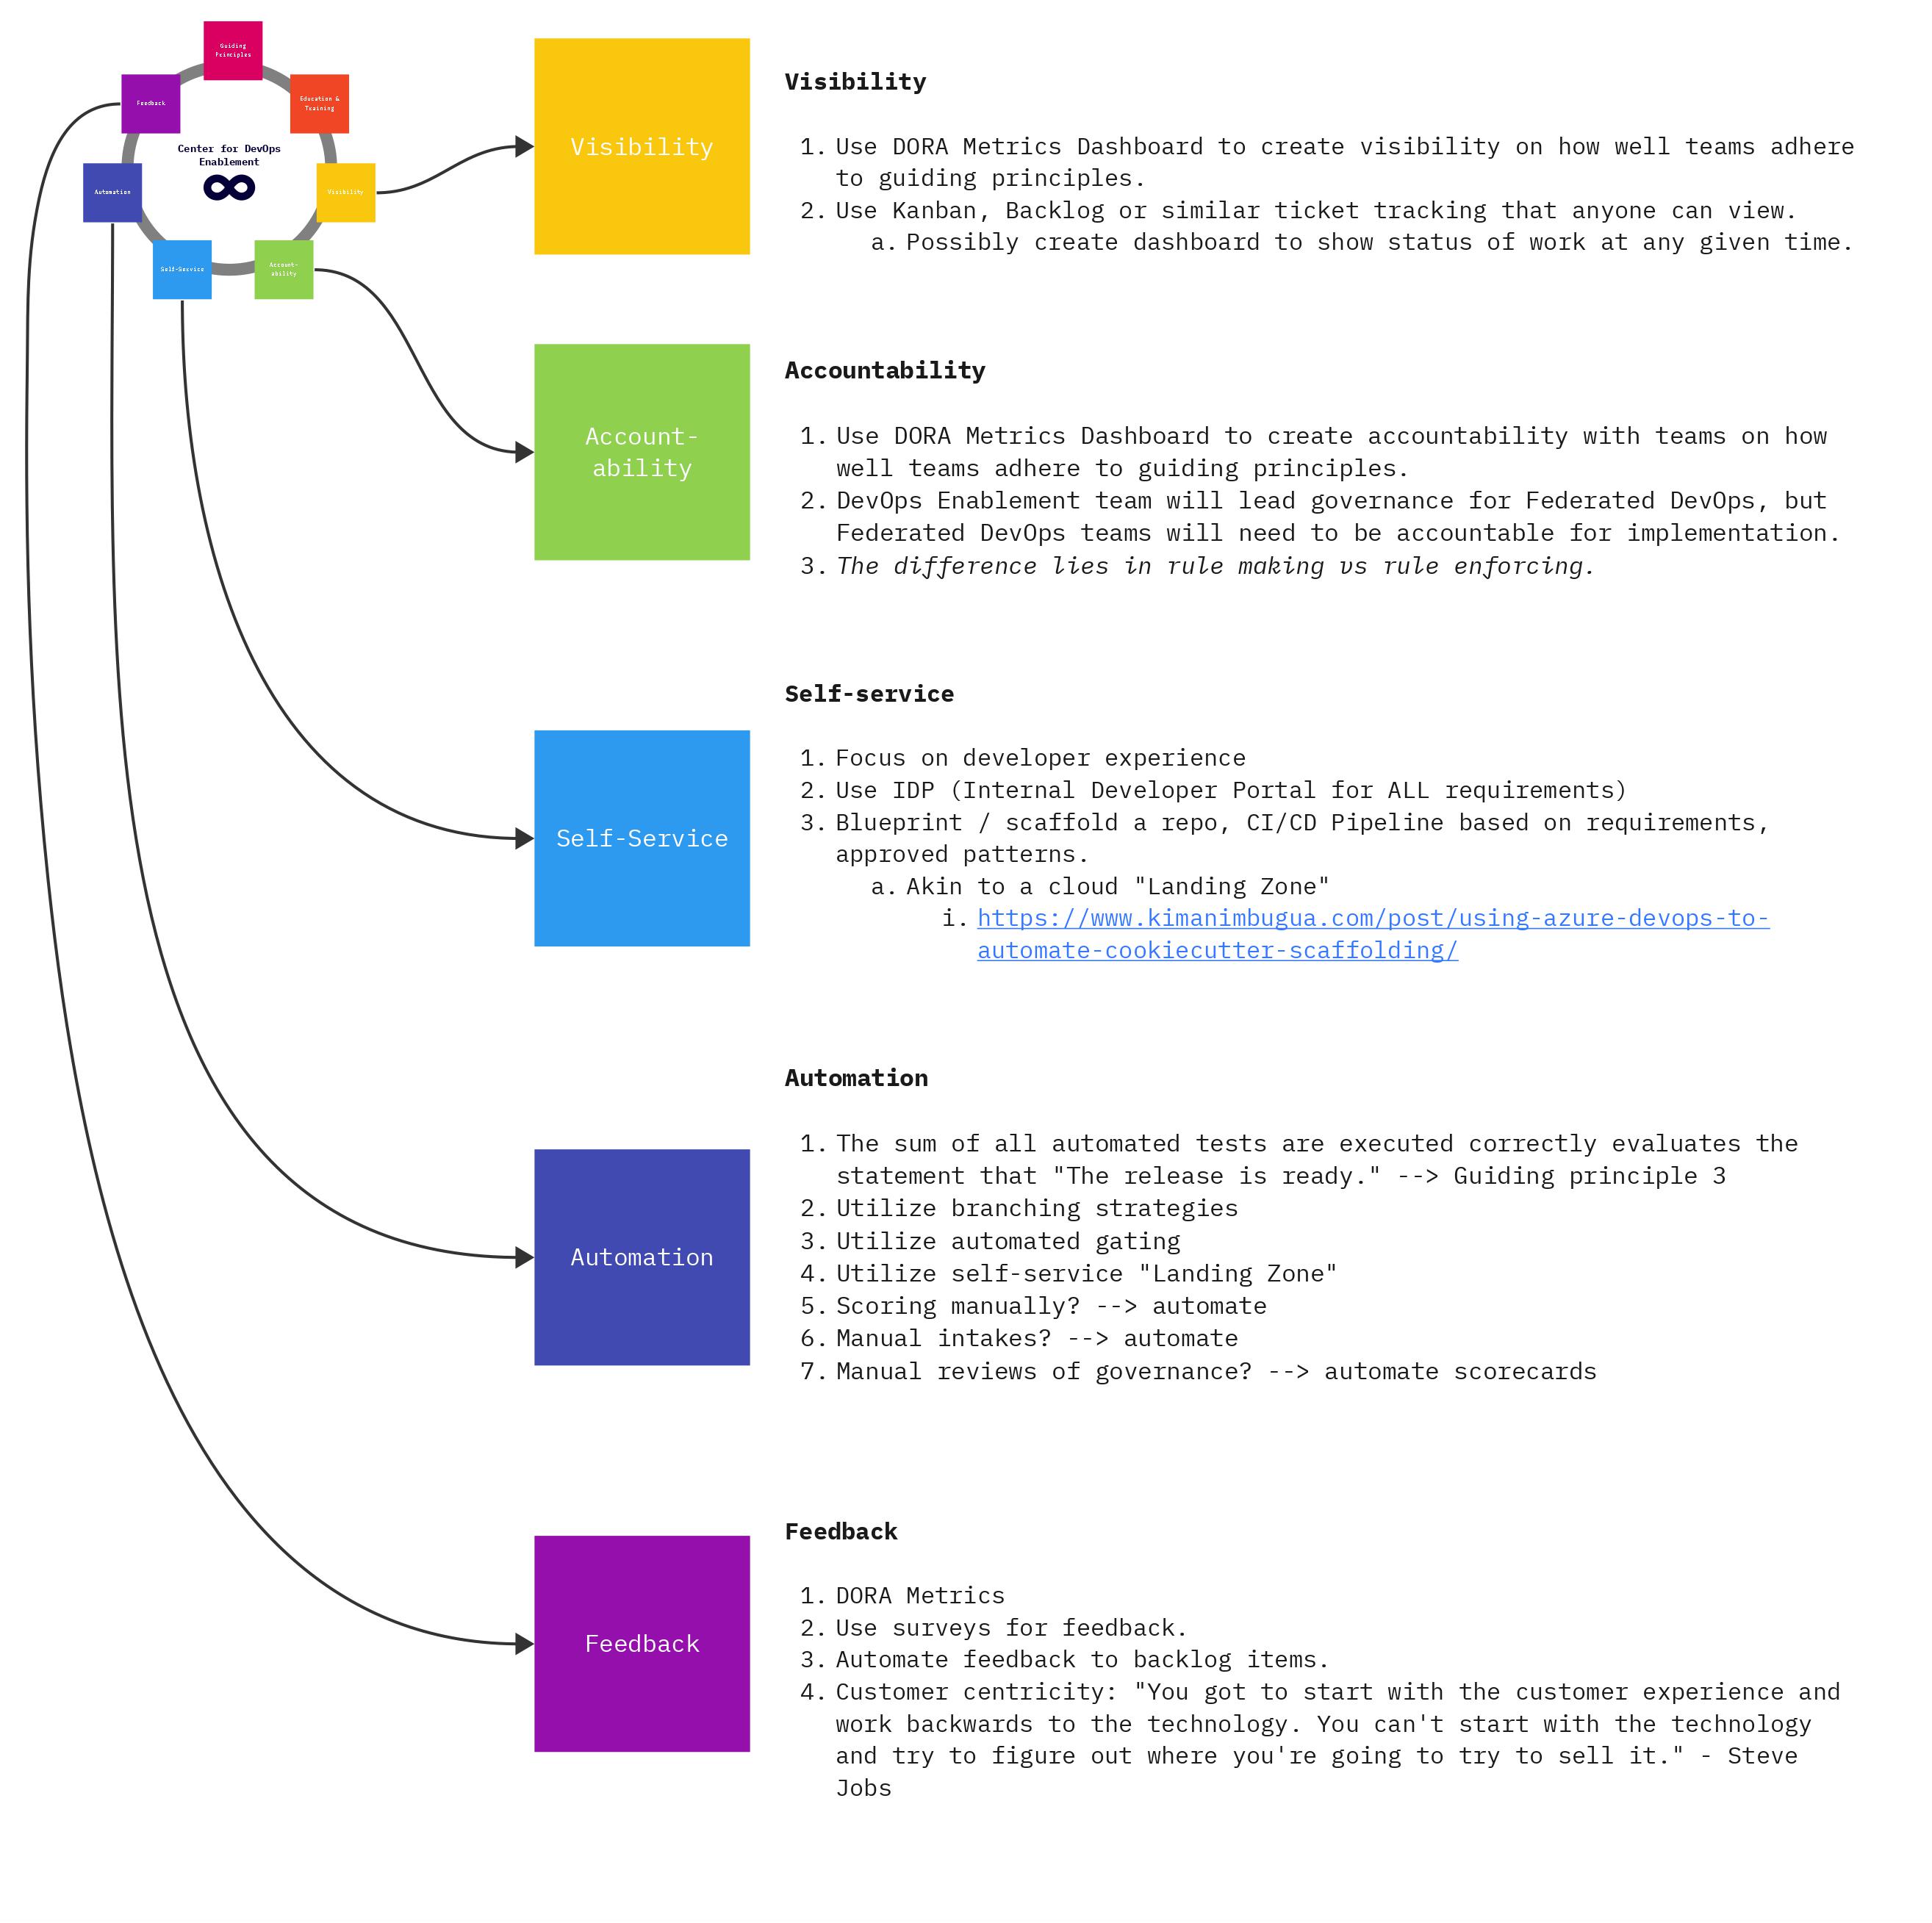 Guiding
Principles
Feedback
Education &
Training
Center for DevOps
Enablement
Automation
Visibility
Self-Service
Account-
ability
Visibility
Visibility
1. Use DORA Metrics Dashboard to create visibility on how well teams adhere
to guiding principles.
2. Use Kanban, Backlog or similar ticket tracking that anyone can view.
a. Possibly create dashboard to show status of work at any given time.
Account-
ability
Accountability
1. Use DORA Metrics Dashboard to create accountability with teams on how
well teams adhere to guiding principles.
2. DevOps Enablement team will lead governance for Federated DevOps, but
Federated DevOps teams will need to be accountable for implementation.
3. The difference lies in rule making vs rule enforcing.
Self-Service
Self-service
1. Focus on developer experience
2. Use IDP (Internal Developer Portal for ALL requirements)
3. Blueprint / scaffold a repo, CI/CD Pipeline based on requirements,
approved patterns.
a. Akin to a cloud "Landing Zone"
i. https://www.kimanimbugua.com/post/using-azure-devops-to-
automate-cookiecutter-scaffolding/
Automation
Automation
1. The sum of all automated tests are executed correctly evaluates the
statement that "The release is ready." --> Guiding principle 3
2. Utilize branching strategies
3. Utilize automated gating
4. Utilize self-service "Landing Zone"
5. Scoring manually? --> automate
6. Manual intakes? --> automate
7. Manual reviews of governance? --> automate scorecards
Feedback
Feedback
1. DORA Metrics
2. Use surveys for feedback.
3. Automate feedback to backlog items.
4. Customer centricity: "You got to start with the customer experience and
work backwards to the technology. You can't start with the technology
and try to figure out where you're going to try to sell it." - Steve
Jobs